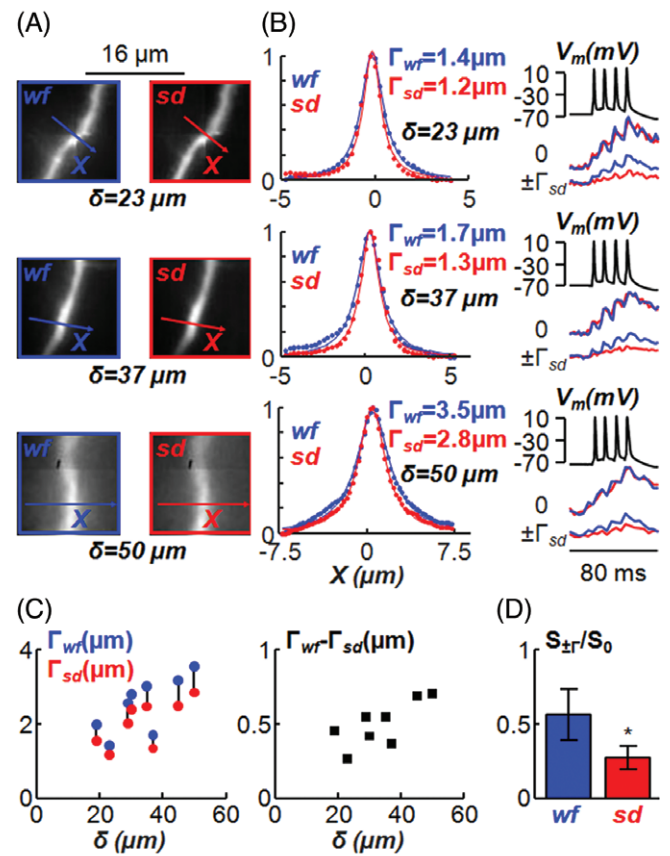 (A)
16 µm
wf
X
sd
X
δ=23 µm
wf
X
sd
X
δ=37 µm
wf
X
sd
X
δ=50 µm
(B)
1
0
wf
sd
Γwf=1.4µm
Γsd=1.2µm
δ=23 µm
-5 0 5
1
0
wf
sd
Γwf=1.7µm
Γsd=1.3µm
δ=37 µm
-5 0 5
1
0
wf
sd
Γwf=3.5µm
Γsd=2.8µm
δ=50 µm
-7.5 0 7.5
X (µm)
Vm(mV)
10
-30
-70
0
±Γsd
Vm(mV)
10
-30
-70
0
±Γsd
Vm(mV)
10
-30
-70
0
±Γsd
80 ms
(C)
Γwf(µm)
Γsd(µm)
4
2
0
0 20 40 60
δ (µm)
Γwf-Γsd(µm)
1
0.5
0
0 20 40 60
δ (µm)
(D)
S±Γ/S0
1
0.5
0
*
wf sd